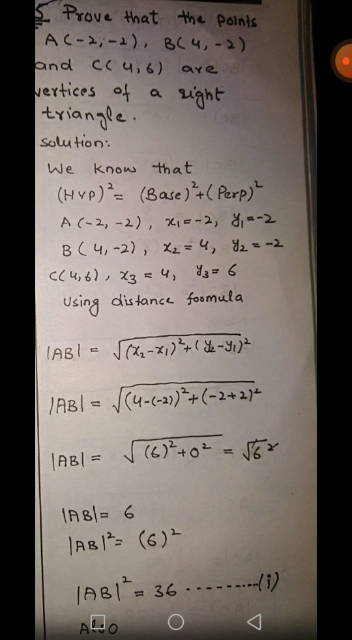 5 Prove that the points
A(-2,-2), B(4,-2)
and C(4,6) are
vertices of a right
triangle.
Solution:
We know that
(Hyp)² = (Base)²+(Perp)²
A(-2, -2), x₁=-2, y₁=-2
B(4,-2), x₂=4, y₂=-2
C(4,6), x₃=4, y₃=6
Using distance foomula
|AB| = √(x₂-x₁)²+(y₂-y₁)²
|AB| = √(4-(-2))²+(-2+2)²
|AB| = √(6)²+0² = √6²
|AB| = 6
|AB|² = (6)²
|AB|² = 36 ----------(i)
Also